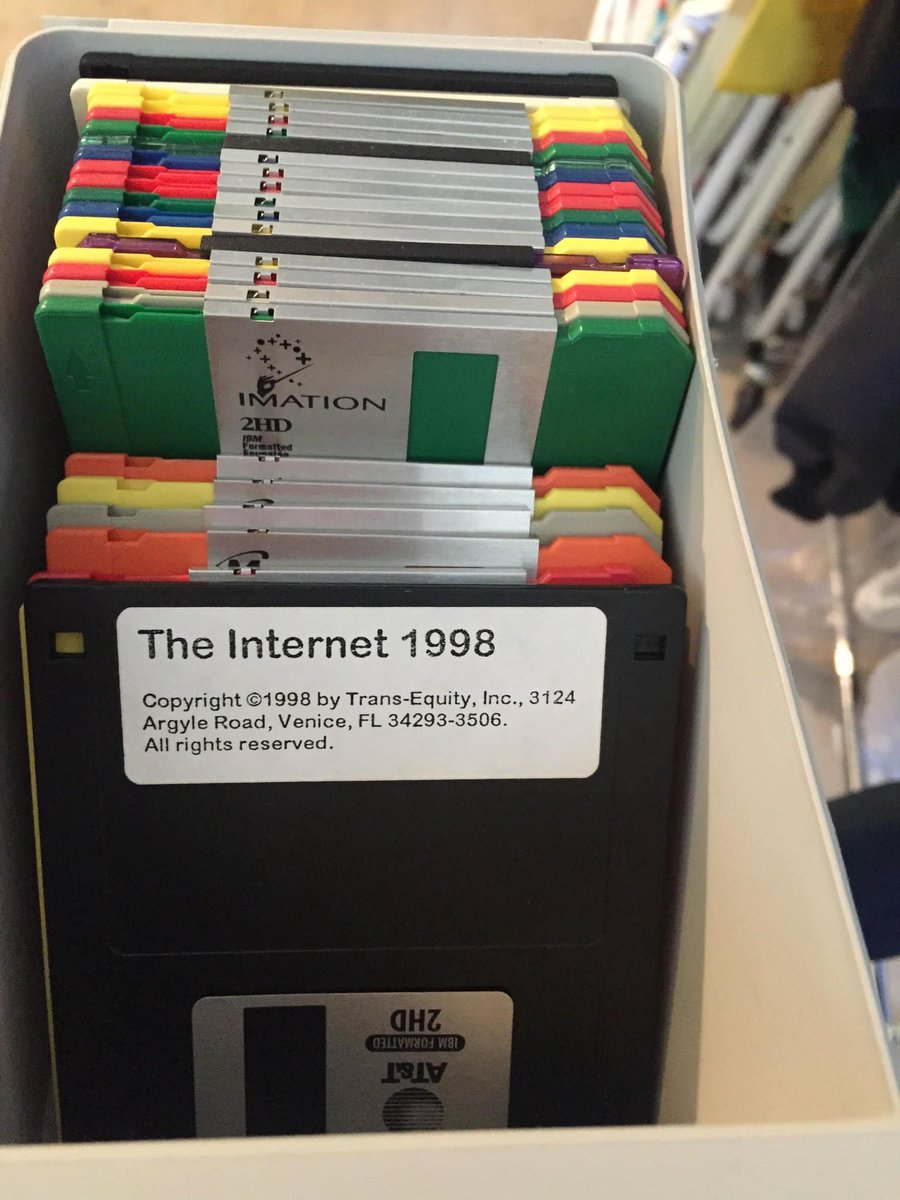 IMATION
2HD
IBM
Formatted
The Internet 1998
Copyright ©1998 by Trans-Equity, Inc., 3124
Argyle Road, Venice, FL 34293-3506.
All rights reserved.
2HD
IBM FORMATTED
AT&T